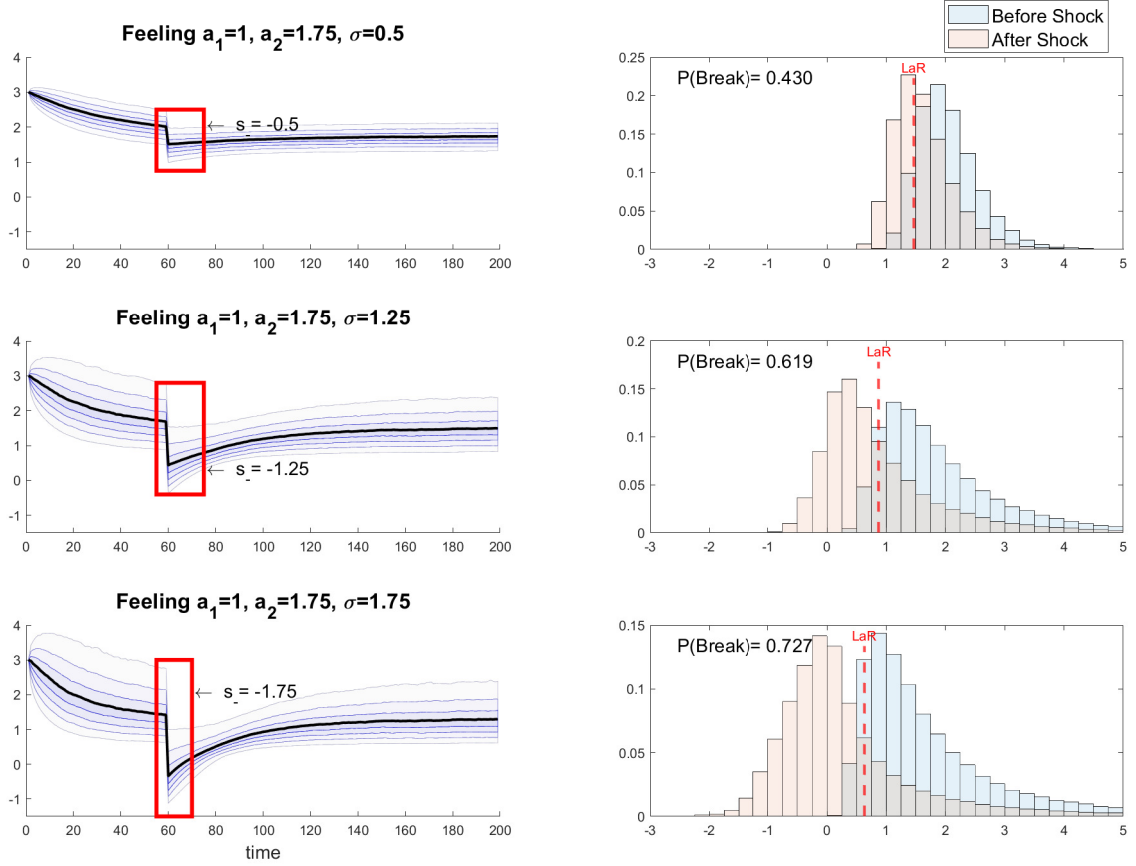 Before Shock
After Shock
Feeling a1=1, a2=1.75, σ=0.5
4
3
2
1
0
-1
← s_= -0.5
0 20 40 60 80 100 120 140 160 180 200
0.25
0.2
0.15
0.1
0.05
0
P(Break)= 0.430
LaR
-3 -2 -1 0 1 2 3 4 5
Feeling a1=1, a2=1.75, σ=1.25
4
3
2
1
0
-1
← s_= -1.25
0 20 40 60 80 100 120 140 160 180 200
0.2
0.15
0.1
0.05
0
P(Break)= 0.619
LaR
-3 -2 -1 0 1 2 3 4 5
Feeling a1=1, a2=1.75, σ=1.75
4
3
2
1
0
-1
← s_= -1.75
0 20 40 60 80 100 120 140 160 180 200
time
0.15
0.1
0.05
0
P(Break)= 0.727
LaR
-3 -2 -1 0 1 2 3 4 5